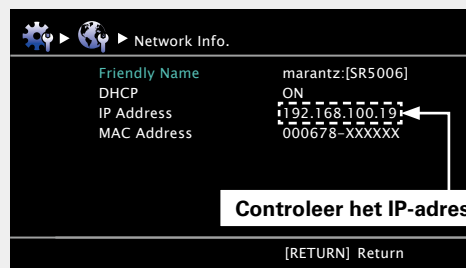 Network Info.
Friendly Name marantz:[SR5006]
DHCP ON
IP Address 192.168.100.19
MAC Address 000678-XXXXXX
Controleer het IP-adres
[RETURN] Return